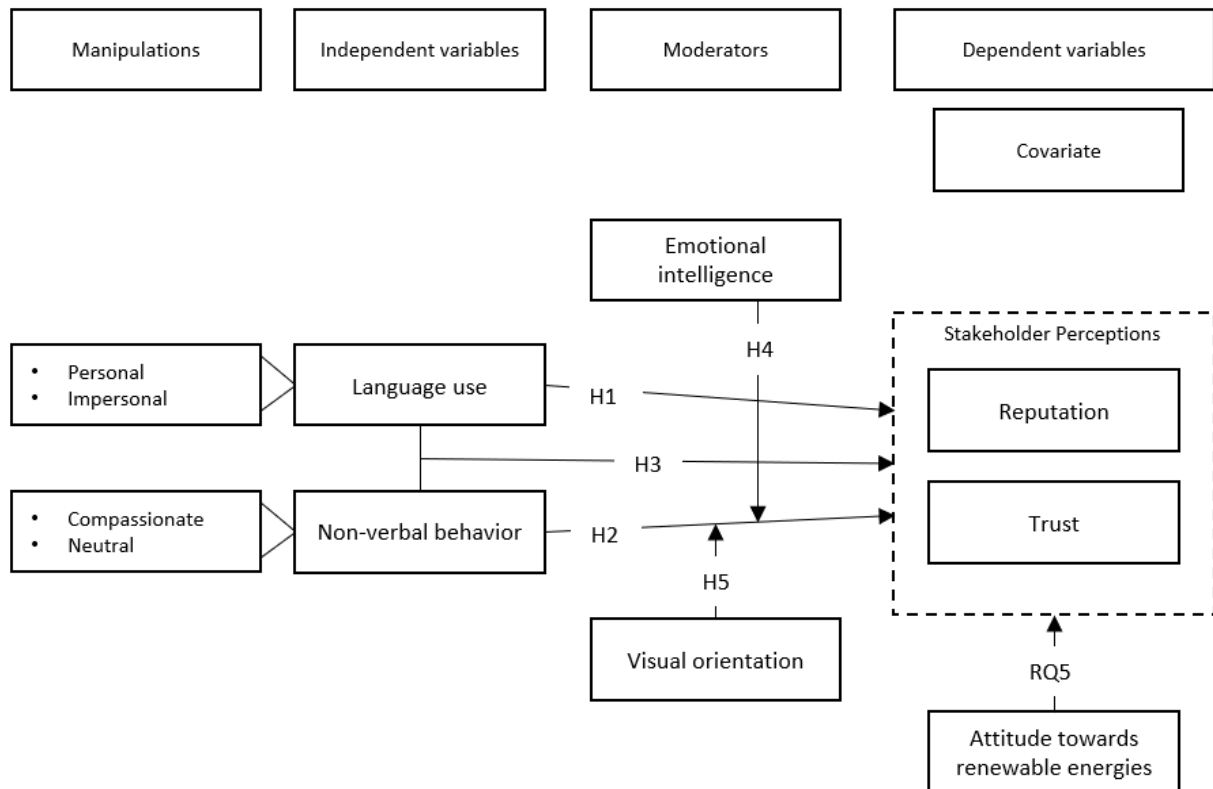 Manipulations
Independent variables
Moderators
Dependent variables
Covariate
Emotional
intelligence
H4
Stakeholder Perceptions
• Personal
• Impersonal
Language use
H1
Reputation
H3
• Compassionate
• Neutral
Non-verbal behavior
H2
Trust
H5
Visual orientation
RQ5
Attitude towards
renewable energies